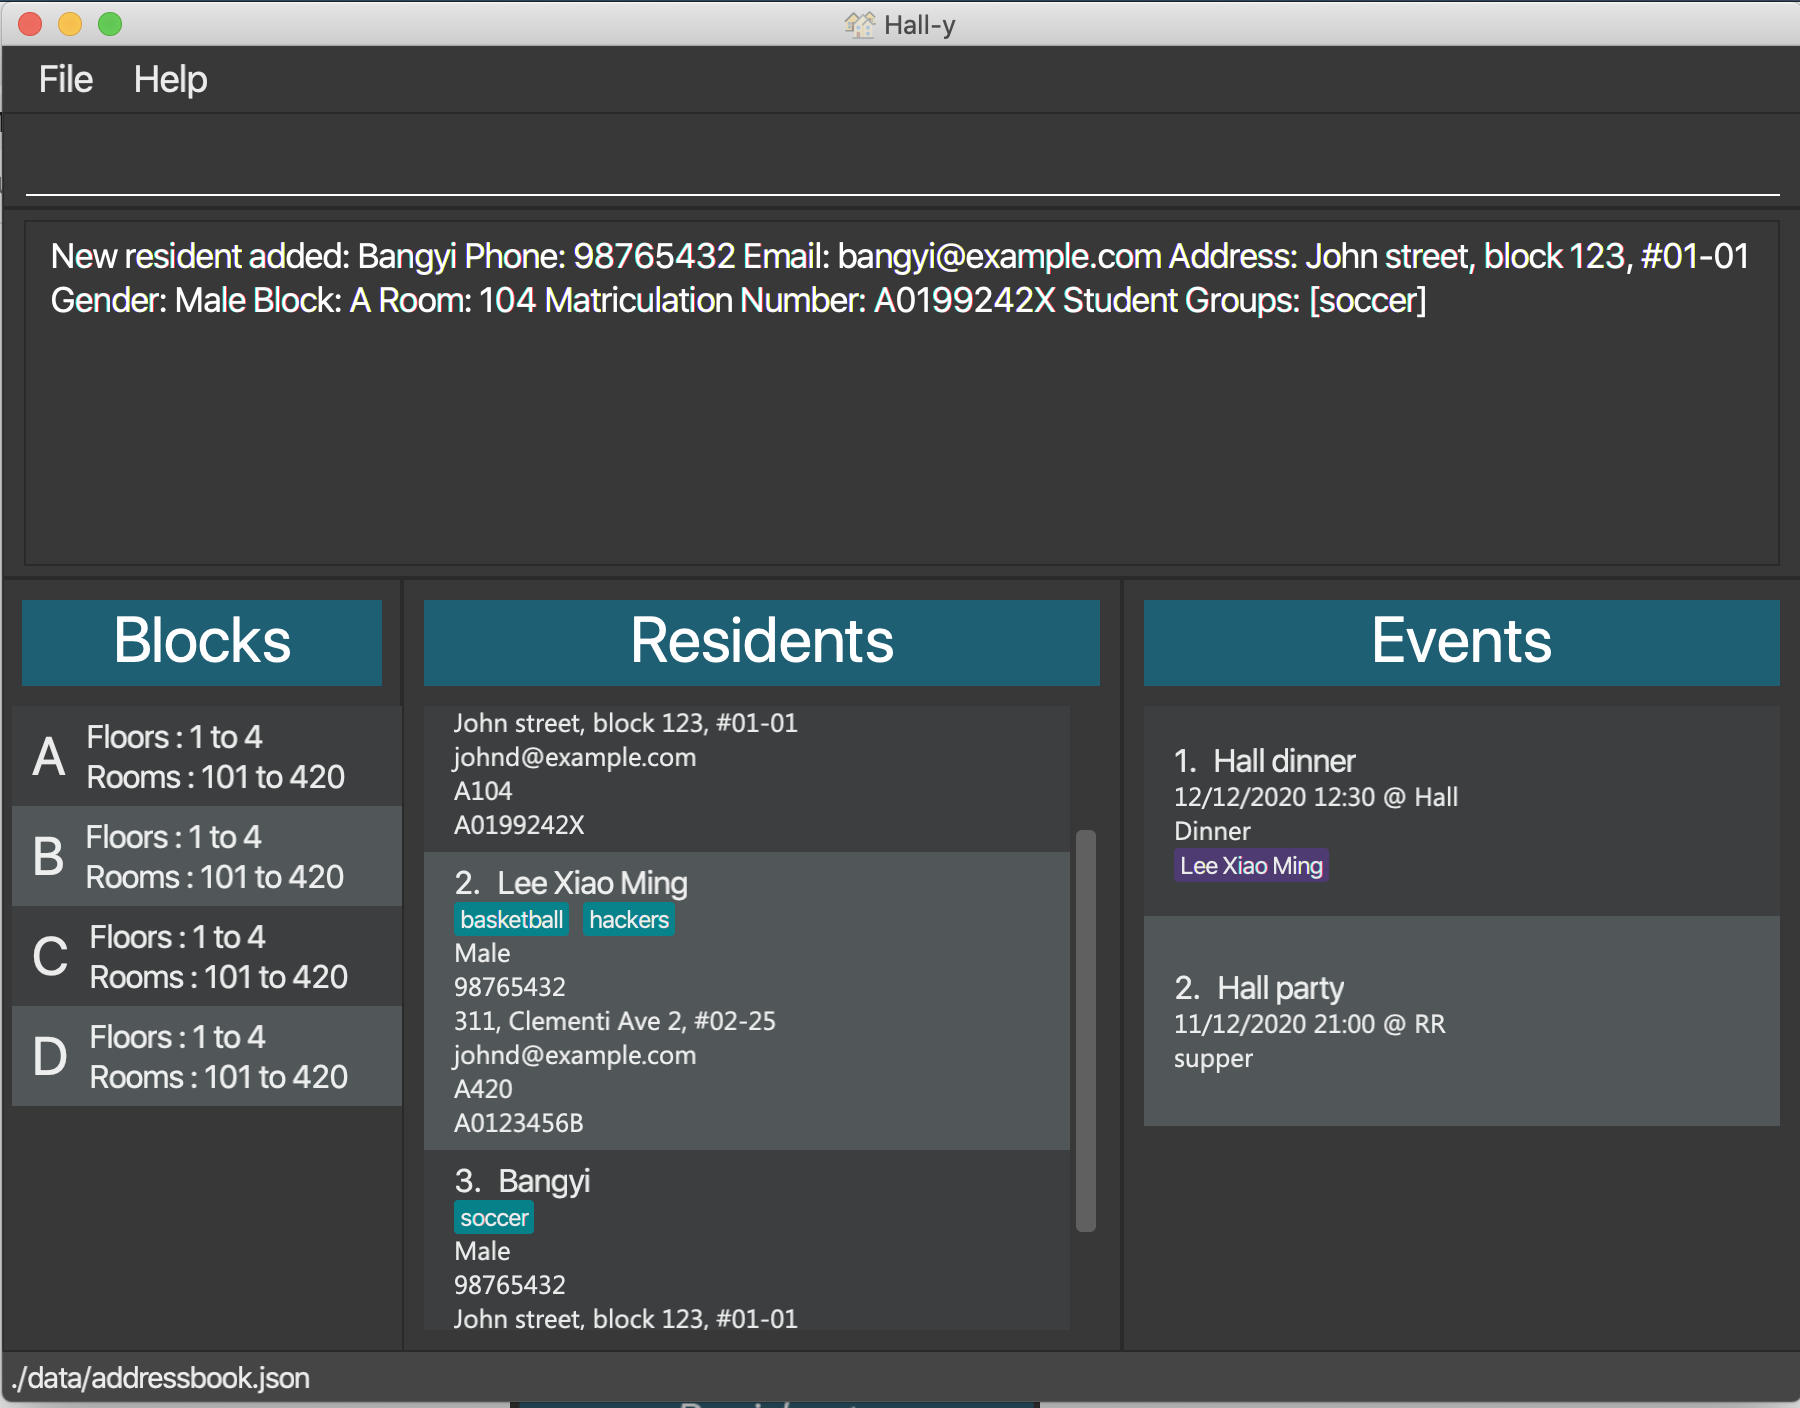 Hall-y
File Help
New resident added: Bangyi Phone: 98765432 Email: bangyi@example.com Address: John street, block 123, #01-01
Gender: Male Block: A Room: 104 Matriculation Number: A0199242X Student Groups: [soccer]
Blocks
A
Floors : 1 to 4
Rooms : 101 to 420
B
Floors : 1 to 4
Rooms : 101 to 420
C
Floors : 1 to 4
Rooms : 101 to 420
D
Floors : 1 to 4
Rooms : 101 to 420
Residents
John street, block 123, #01-01
johnd@example.com
A104
A0199242X
2. Lee Xiao Ming
basketball hackers
Male
98765432
311, Clementi Ave 2, #02-25
johnd@example.com
A420
A0123456B
3. Bangyi
soccer
Male
98765432
John street, block 123, #01-01
Events
1. Hall dinner
12/12/2020 12:30 @ Hall
Dinner
Lee Xiao Ming
2. Hall party
11/12/2020 21:00 @ RR
supper
./data/addressbook.json